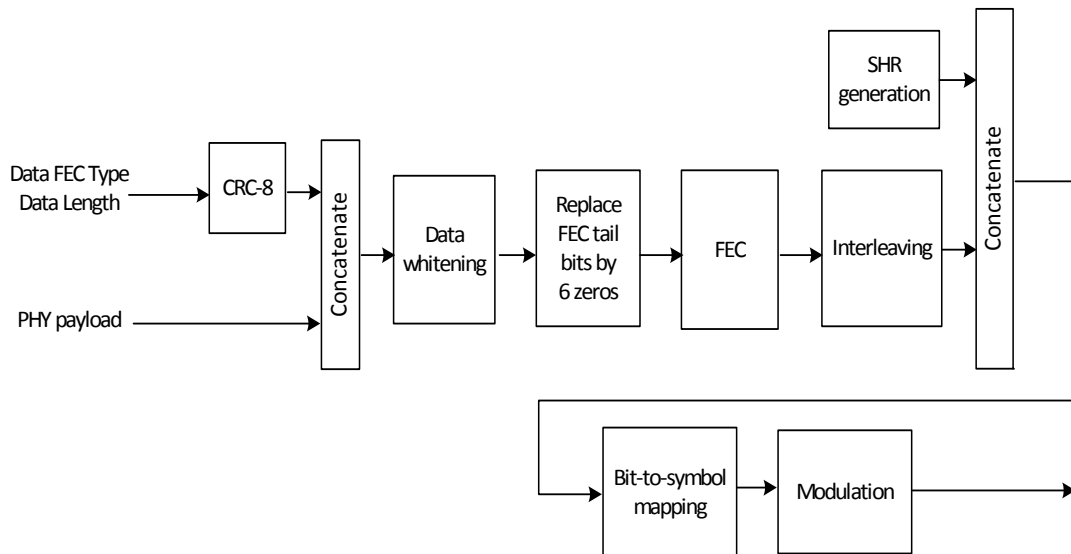 SHR
generation
Concatenate
Data FEC Type
Data Length
CRC-8
Concatenate
Data
whitening
Replace
FEC tail
bits by
6 zeros
FEC
Interleaving
PHY payload
Bit-to-symbol
mapping
Modulation